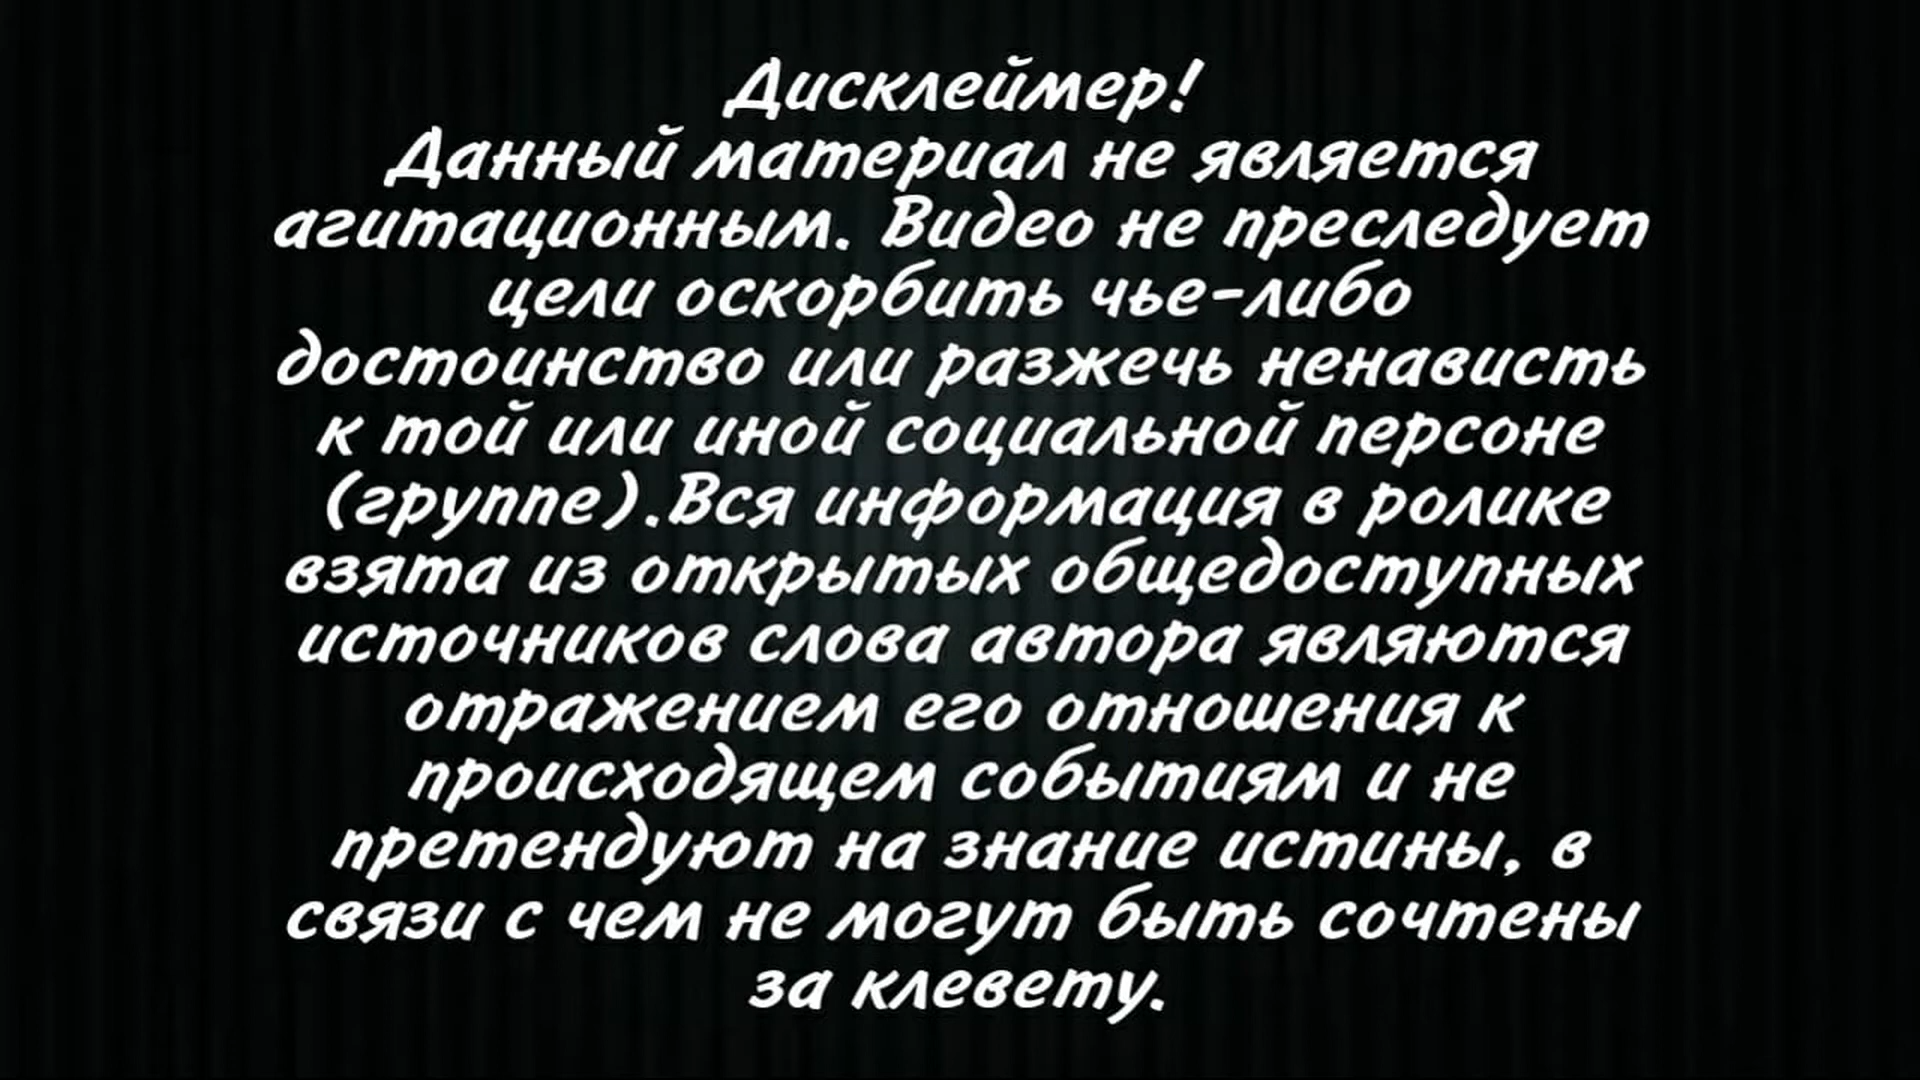 Дисклеймер!
Данный материал не является
агитационным. Видео не преследует
цели оскорбить чье-либо
достоинство или разжечь ненависть
к той или иной социальной персоне
(группе).Вся информация в ролике
взята из открытых общедоступных
источников слова автора являются
отражением его отношения к
происходящем событиям и не
претендуют на знание истины, в
связи с чем не могут быть сочтены
за клевету.